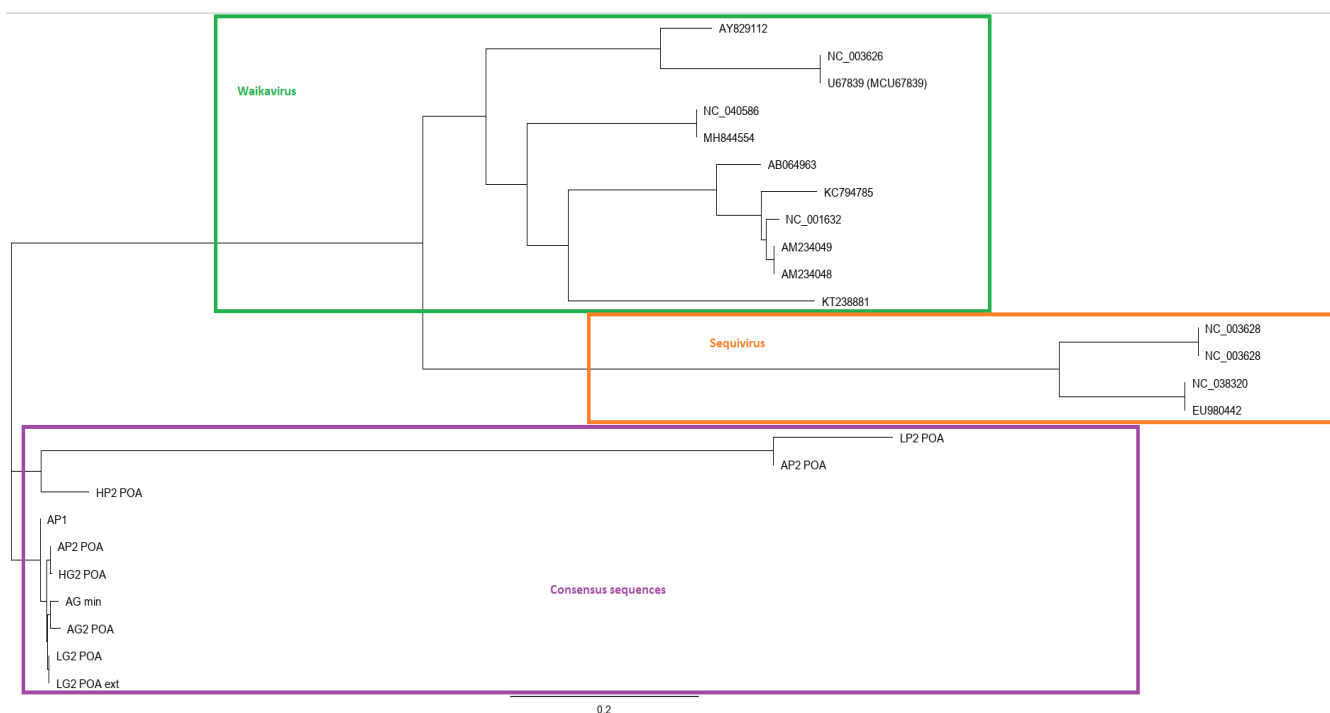 AY829112
NC_003626
Waikavirus
U67839 (MCU67839)
NC_040586
MH844554
AB064963
KC794785
NC_001632
AM234049
AM234048
KT238881
NC_003628
Sequivirus
NC_003628
NC_038320
EU980442
LP2 POA
AP2 POA
HP2 POA
AP1
AP2 POA
HG2 POA
Consensus sequences
AG min
AG2 POA
LG2 POA
LG2 POA ext
0.2